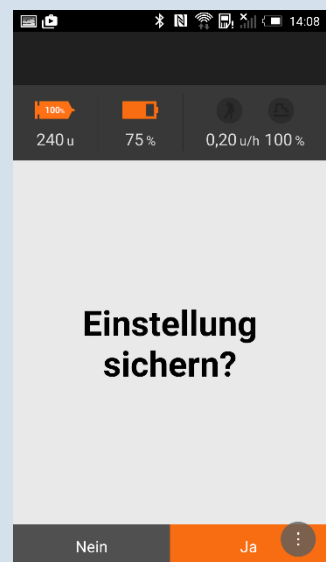 14:08
100%
240 u
75 %
0,20 u/h 100 %
Einstellung
sichern?
Nein
Ja